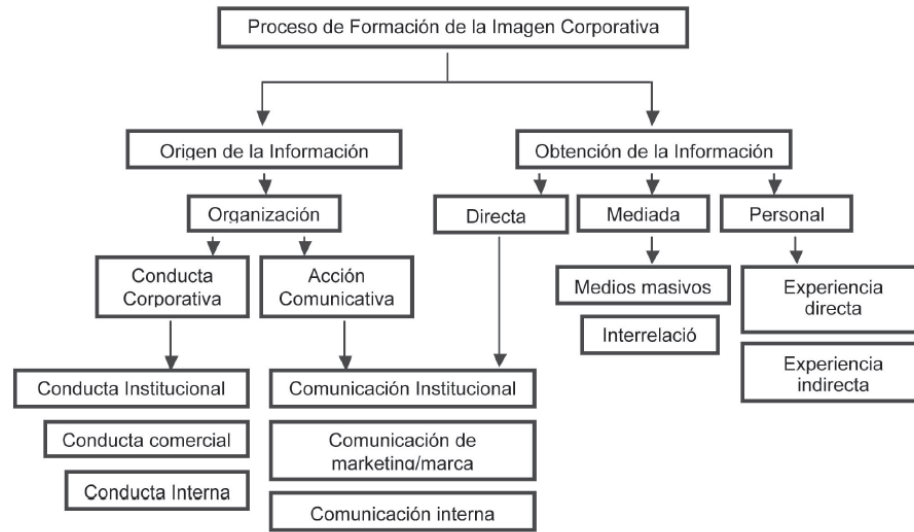 Proceso de Formación de la Imagen Corporativa
Origen de la Información
Obtención de la Información
Organización
Directa
Mediada
Personal
Conducta
Corporativa
Acción
Comunicativa
Medios masivos
Interrelació
Experiencia
directa
Experiencia
indirecta
Conducta Institucional
Conducta comercial
Conducta Interna
Comunicación Institucional
Comunicación de
marketing/marca
Comunicación interna